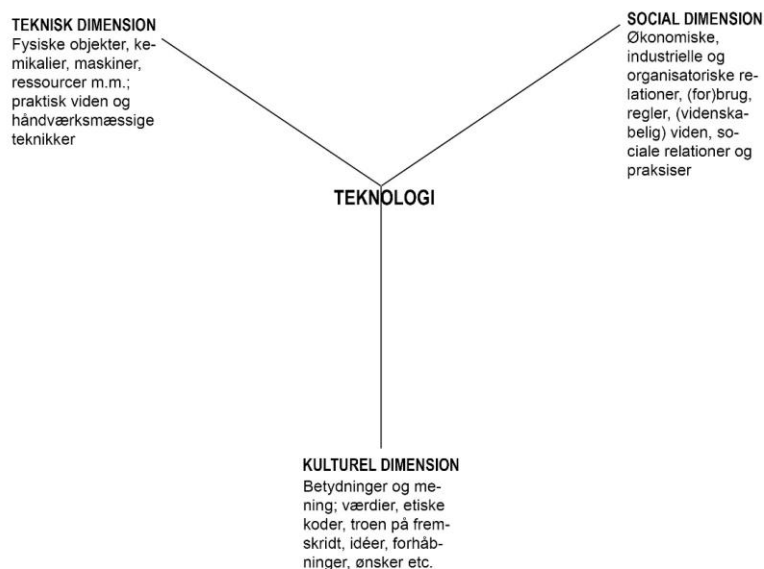 TEKNISK DIMENSION
Fysiske objekter, ke-
mikalier, maskiner,
ressourcer m.m.;
praktisk viden og
håndværksmæssige
teknikker
SOCIAL DIMENSION
Økonomiske,
industrielle og
organisatoriske re-
lationer, (for)brug,
regler, (videnska-
belig) viden, so-
ciale relationer og
praksiser
TEKNOLOGI
KULTUREL DIMENSION
Betydninger og me-
ning; værdier, etiske
koder, troen på frem-
skridt, idéer, forhåb-
ninger, ønsker etc.